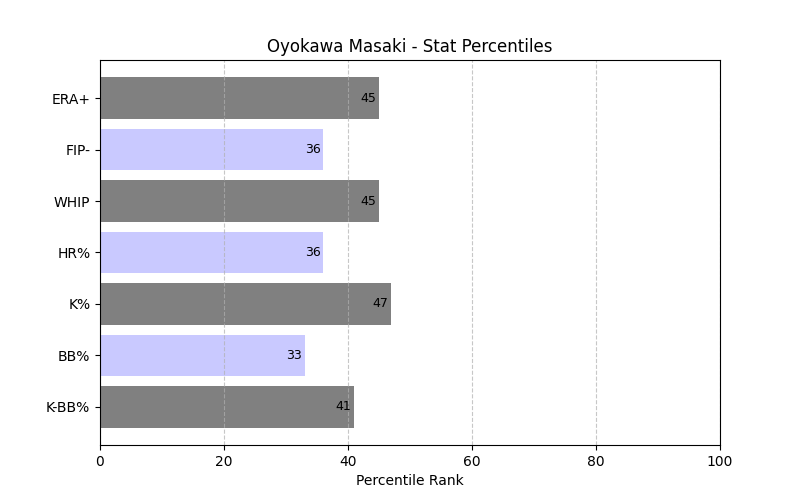 Oyokawa Masaki - Stat Percentiles
ERA+ 45
FIP- 36
WHIP 45
HR% 36
K% 47
BB% 33
K-BB% 41
0 20 40 60 80 100
Percentile Rank